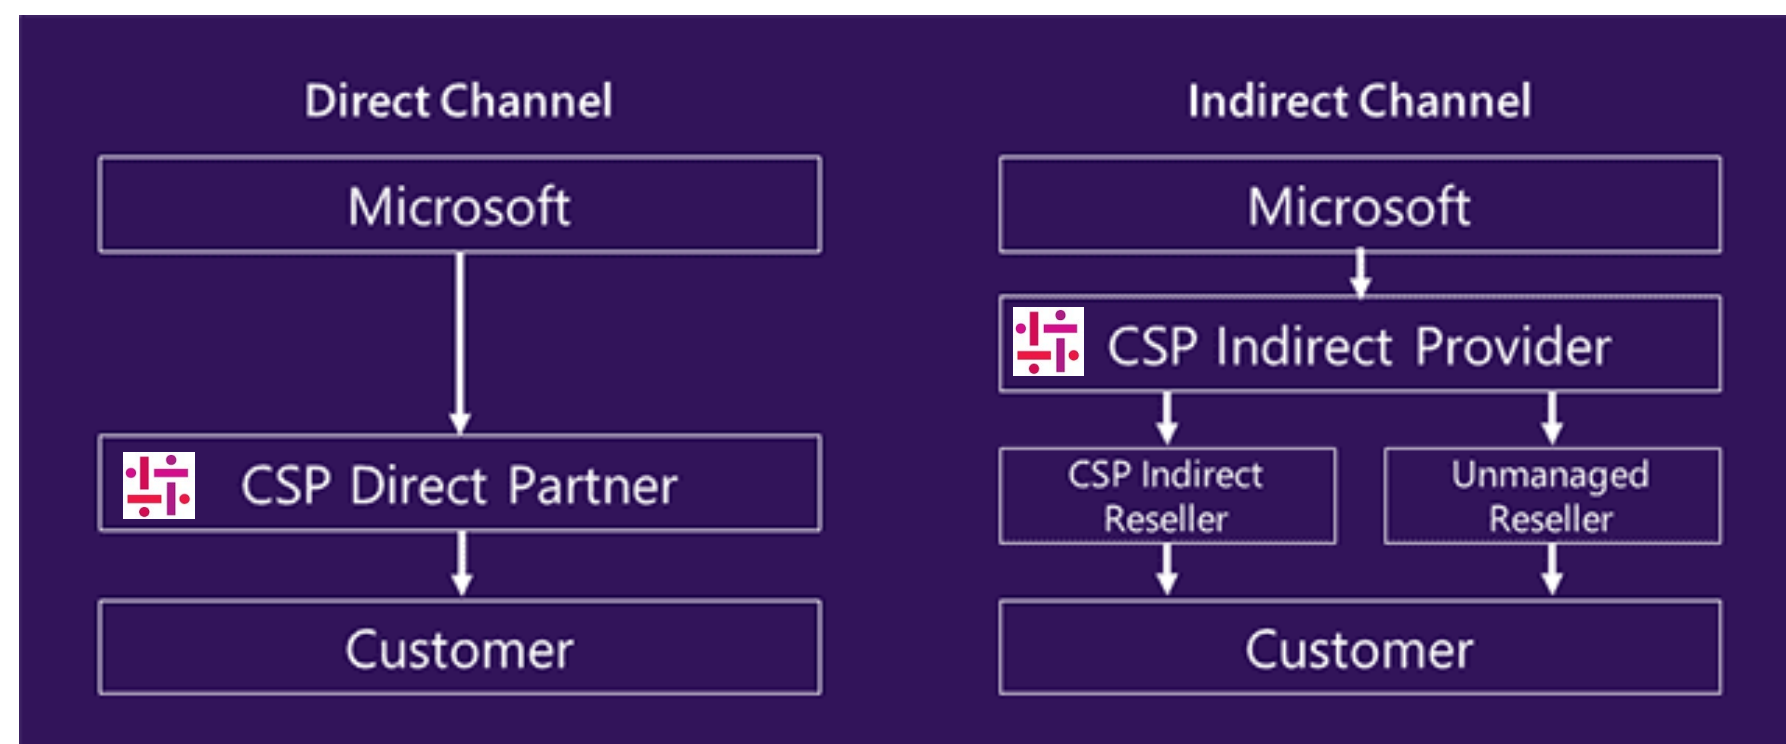 Direct Channel
Microsoft
CSP Direct Partner
Customer
Indirect Channel
Microsoft
CSP Indirect Provider
CSP Indirect
Reseller
Unmanaged
Reseller
Customer